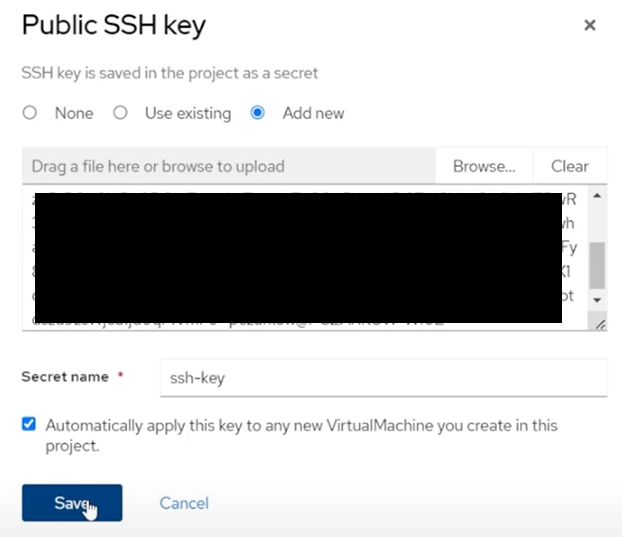 Public SSH key
SSH key is saved in the project as a secret
None
Use existing
Add new
Drag a file here or browse to upload
Browse...
Clear
Secret name *
ssh-key
Automatically apply this key to any new VirtualMachine you create in this
project.
Save
Cancel